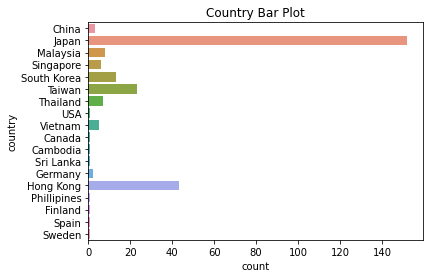 Country Bar Plot
country
China
Japan
Malaysia
Singapore
South Korea
Taiwan
Thailand
USA
Vietnam
Canada
Cambodia
Sri Lanka
Germany
Hong Kong
Phillipines
Finland
Spain
Sweden
0 20 40 60 80 100 120 140
count